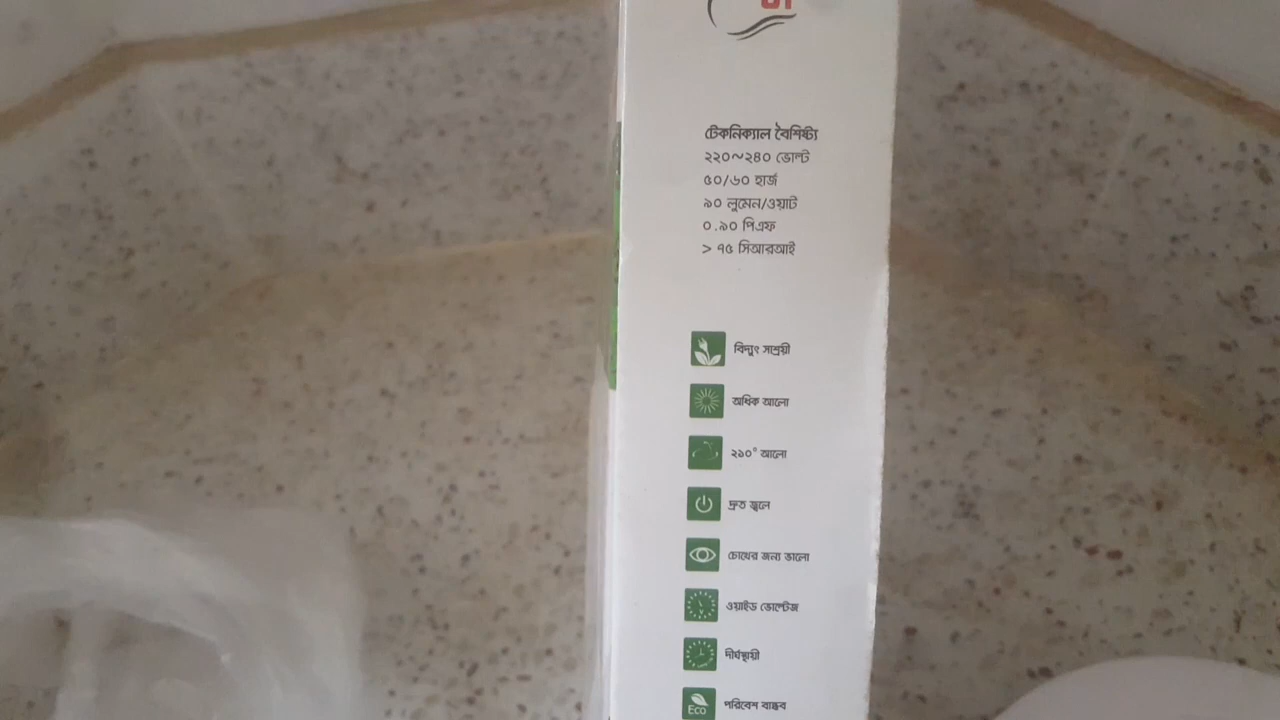 টেকনিক্যাল বৈশিষ্ট্য
২২০~২৪০ ভোল্ট
৫০/৬০ হার্জ
৯০ লুমেন/ওয়াট
০.৯০ পিএফ
> ৭৫ সিআরআই
বিদ্যুৎ সাশ্রয়ী
অধিক আলো
২১০° আলো
দ্রুত জ্বলে
চোখের জন্য ভালো
ওয়াইড ভোল্টেজ
দীর্ঘস্থায়ী
Eco পরিবেশ বান্ধব